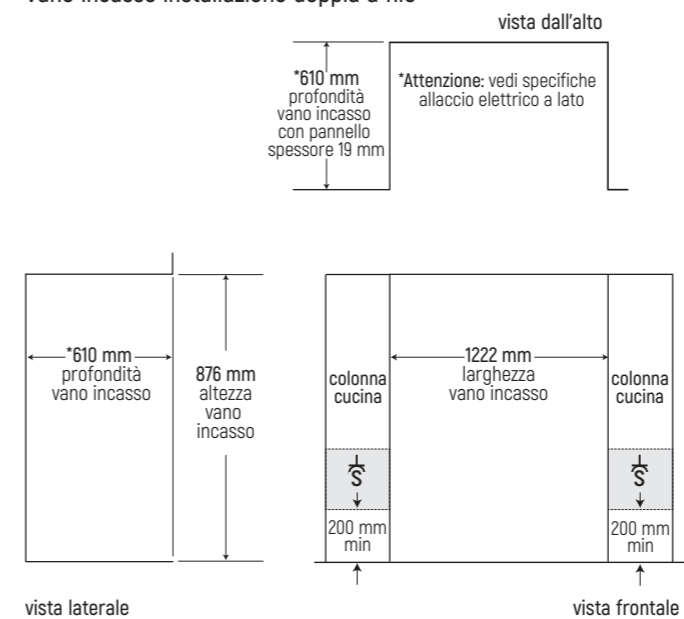 vano incasso installazione doppia a filo
vista dall'alto
*610 mm
profondità
vano incasso
con pannello
spessore 19 mm
*Attenzione: vedi specifiche
allaccio elettrico a lato
*610 mm
profondità
vano incasso
876 mm
altezza
vano
incasso
colonna
cucina
1222 mm
larghezza
vano incasso
colonna
cucina
S
S
200 mm
min
200 mm
min
vista laterale
vista frontale